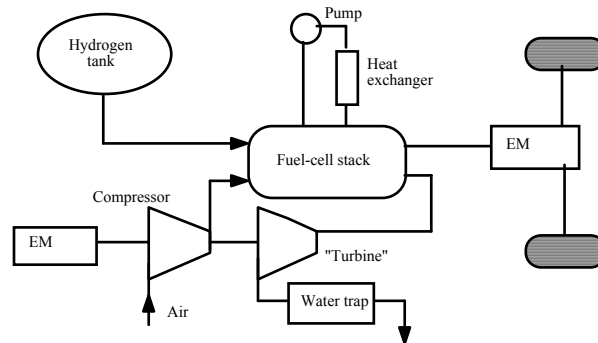 Pump
Hydrogen
tank
Heat
exchanger
Fuel-cell stack
EM
Compressor
EM
"Turbine"
Water trap
Air